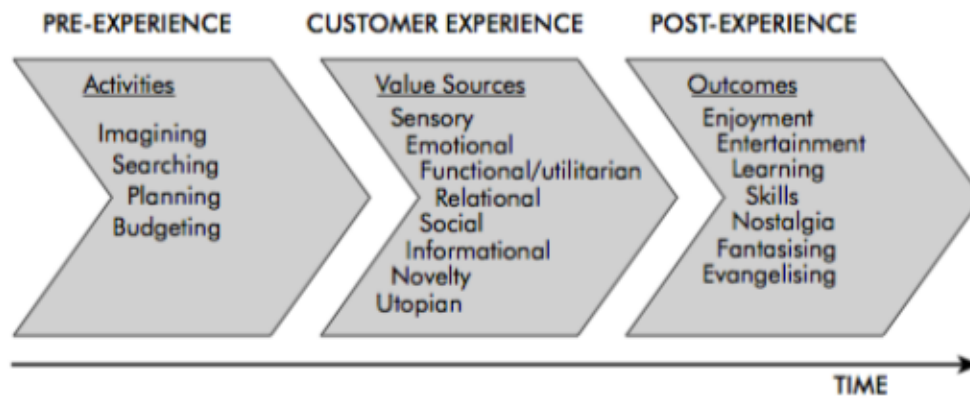 PRE-EXPERIENCE
CUSTOMER EXPERIENCE
POST-EXPERIENCE
Activities
Imagining
Searching
Planning
Budgeting
Value Sources
Sensory
Emotional
Functional/utilitarian
Relational
Social
Informational
Novelty
Utopian
Outcomes
Enjoyment
Entertainment
Learning
Skills
Nostalgia
Fantasising
Evangelising
TIME